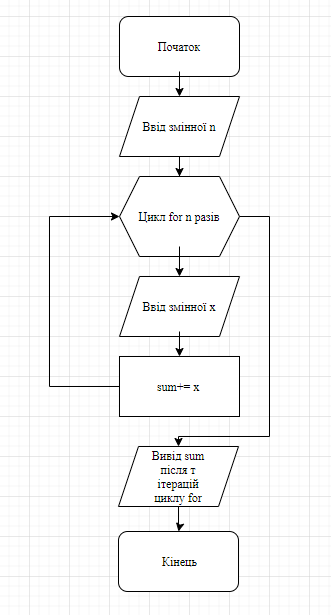 Початок
Ввід змінної n
Цикл for n разів
Ввід змінної x
sum+= x
Вивід sum
після т
ітерацій
циклу for
Кінець